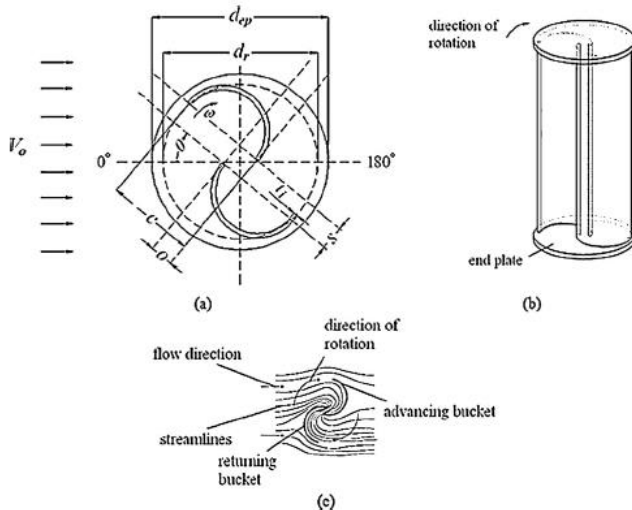 d_ep
d_r
V_o
0°
180°
ω
θ
c
o
s
(a)
direction of
rotation
end plate
(b)
direction of
rotation
flow direction
advancing bucket
streamlines
returning
bucket
(c)